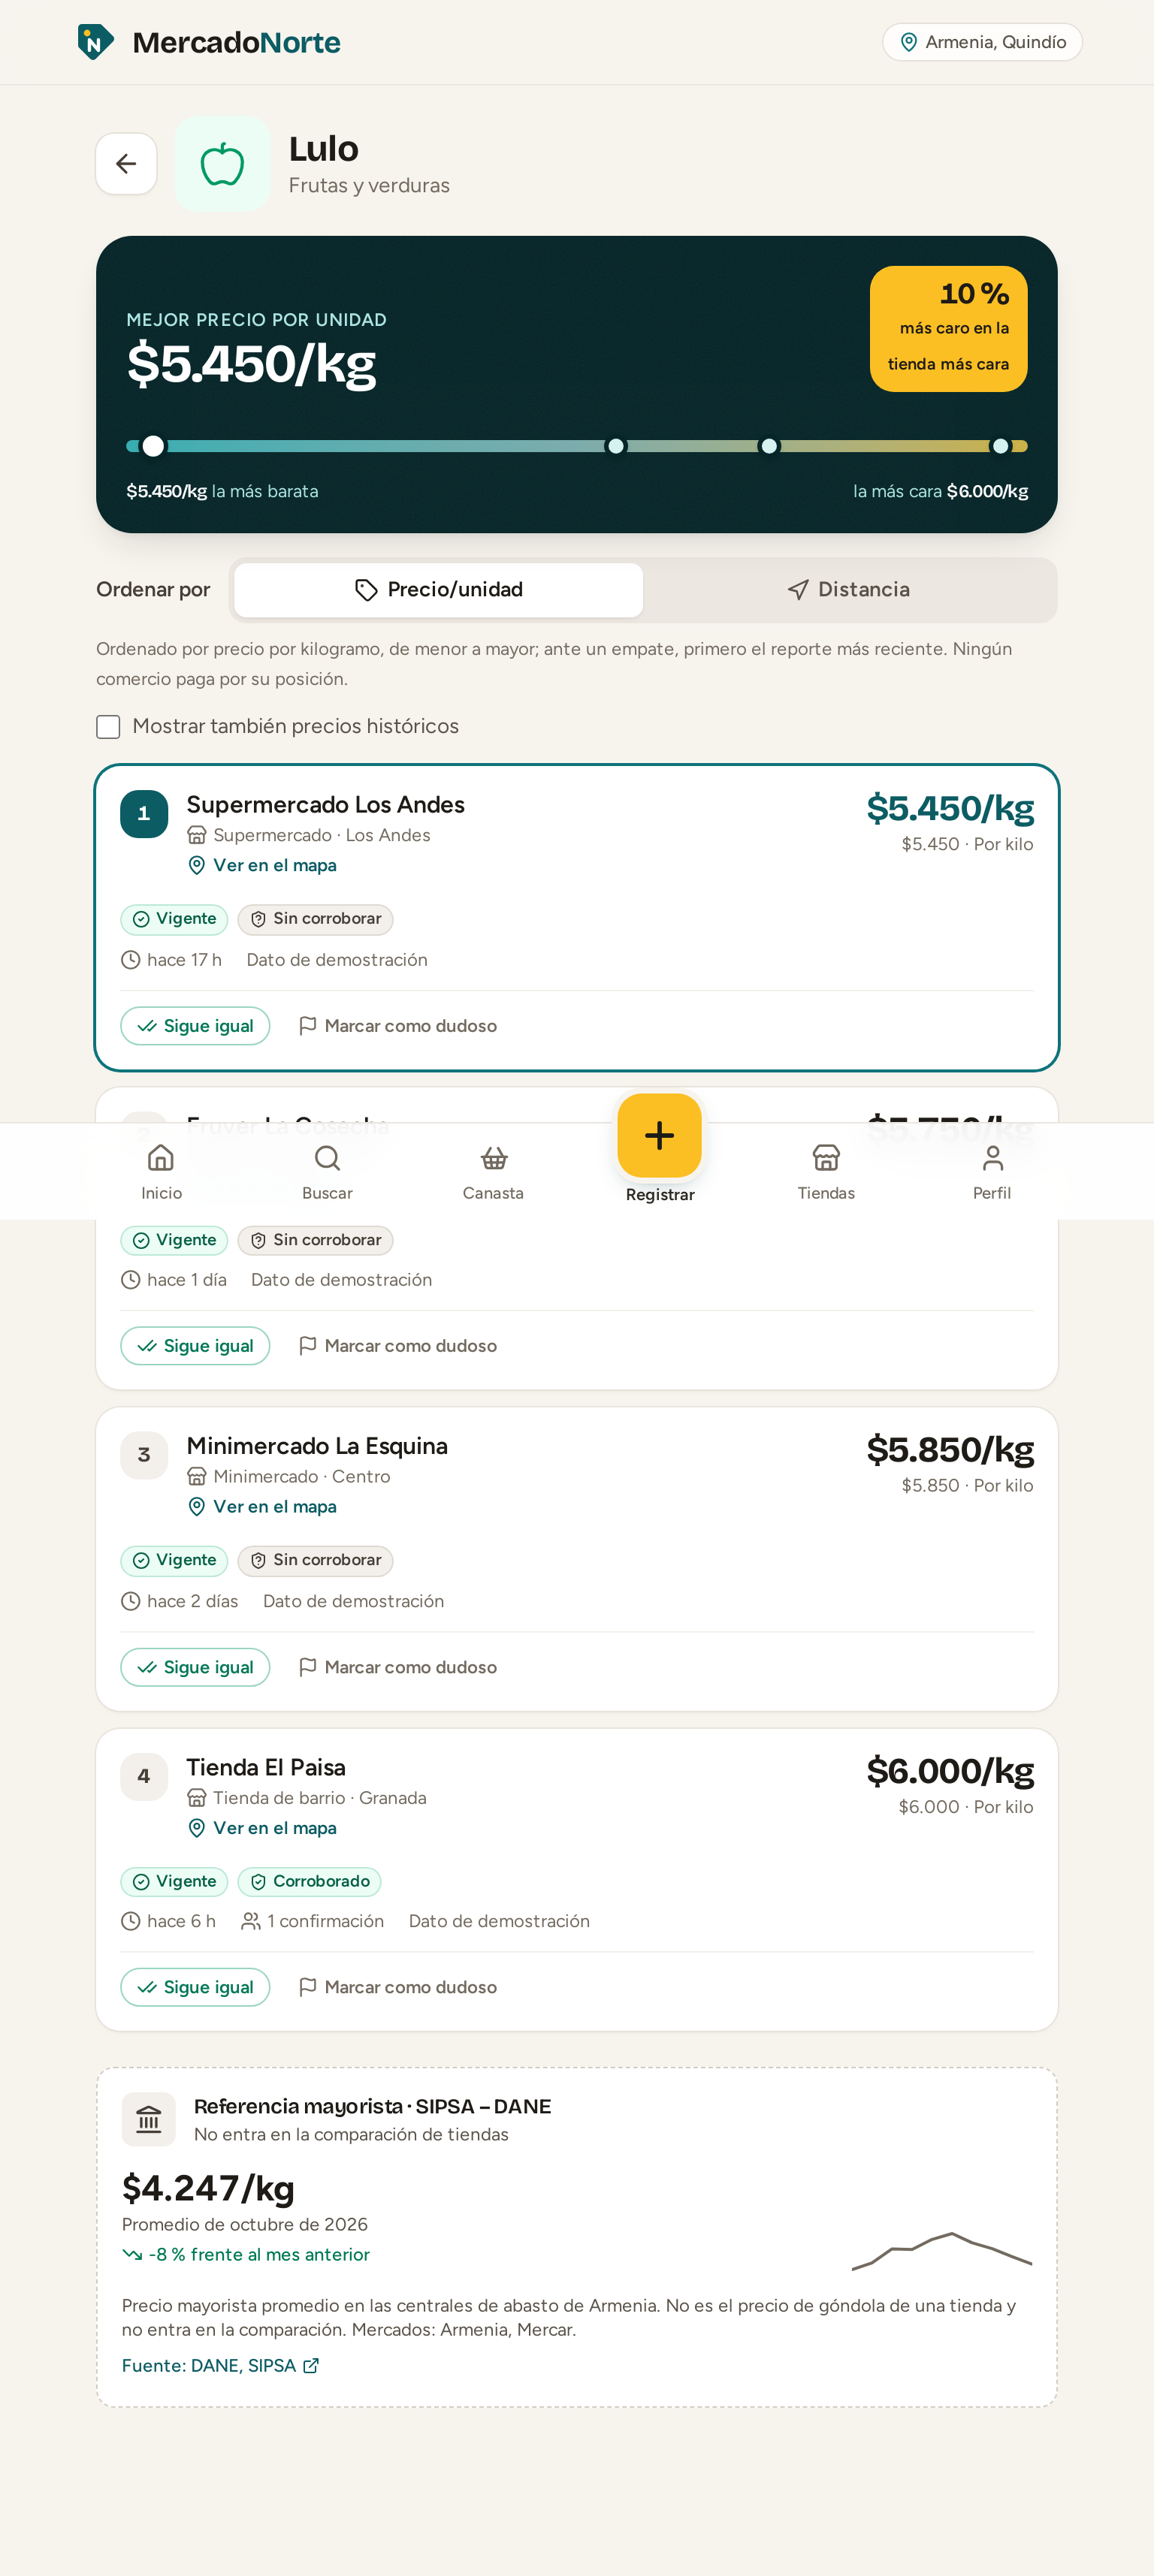 N MercadoNorte
Armenia, Quindío
Lulo
Frutas y verduras
MEJOR PRECIO POR UNIDAD
$5.450/kg
10 %
más caro en la
tienda más cara
$5.450/kg la más barata
la más cara $6.000/kg
Ordenar por
Precio/unidad
Distancia
Ordenado por precio por kilogramo, de menor a mayor; ante un empate, primero el reporte más reciente. Ningún
comercio paga por su posición.
Mostrar también precios históricos
1
Supermercado Los Andes
$5.450/kg
Supermercado · Los Andes
$5.450 · Por kilo
Ver en el mapa
Vigente
Sin corroborar
hace 17 h
Dato de demostración
Sigue igual
Marcar como dudoso
2
Fruver La Cosecha
$5.750/kg
Inicio
Buscar
Canasta
Registrar
Tiendas
Perfil
Vigente
Sin corroborar
hace 1 día
Dato de demostración
Sigue igual
Marcar como dudoso
3
Minimercado La Esquina
$5.850/kg
Minimercado · Centro
$5.850 · Por kilo
Ver en el mapa
Vigente
Sin corroborar
hace 2 días
Dato de demostración
Sigue igual
Marcar como dudoso
4
Tienda El Paisa
$6.000/kg
Tienda de barrio · Granada
$6.000 · Por kilo
Ver en el mapa
Vigente
Corroborado
hace 6 h
1 confirmación
Dato de demostración
Sigue igual
Marcar como dudoso
Referencia mayorista · SIPSA – DANE
No entra en la comparación de tiendas
$4.247/kg
Promedio de octubre de 2026
-8 % frente al mes anterior
Precio mayorista promedio en las centrales de abasto de Armenia. No es el precio de góndola de una tienda y
no entra en la comparación. Mercados: Armenia, Mercar.
Fuente: DANE, SIPSA